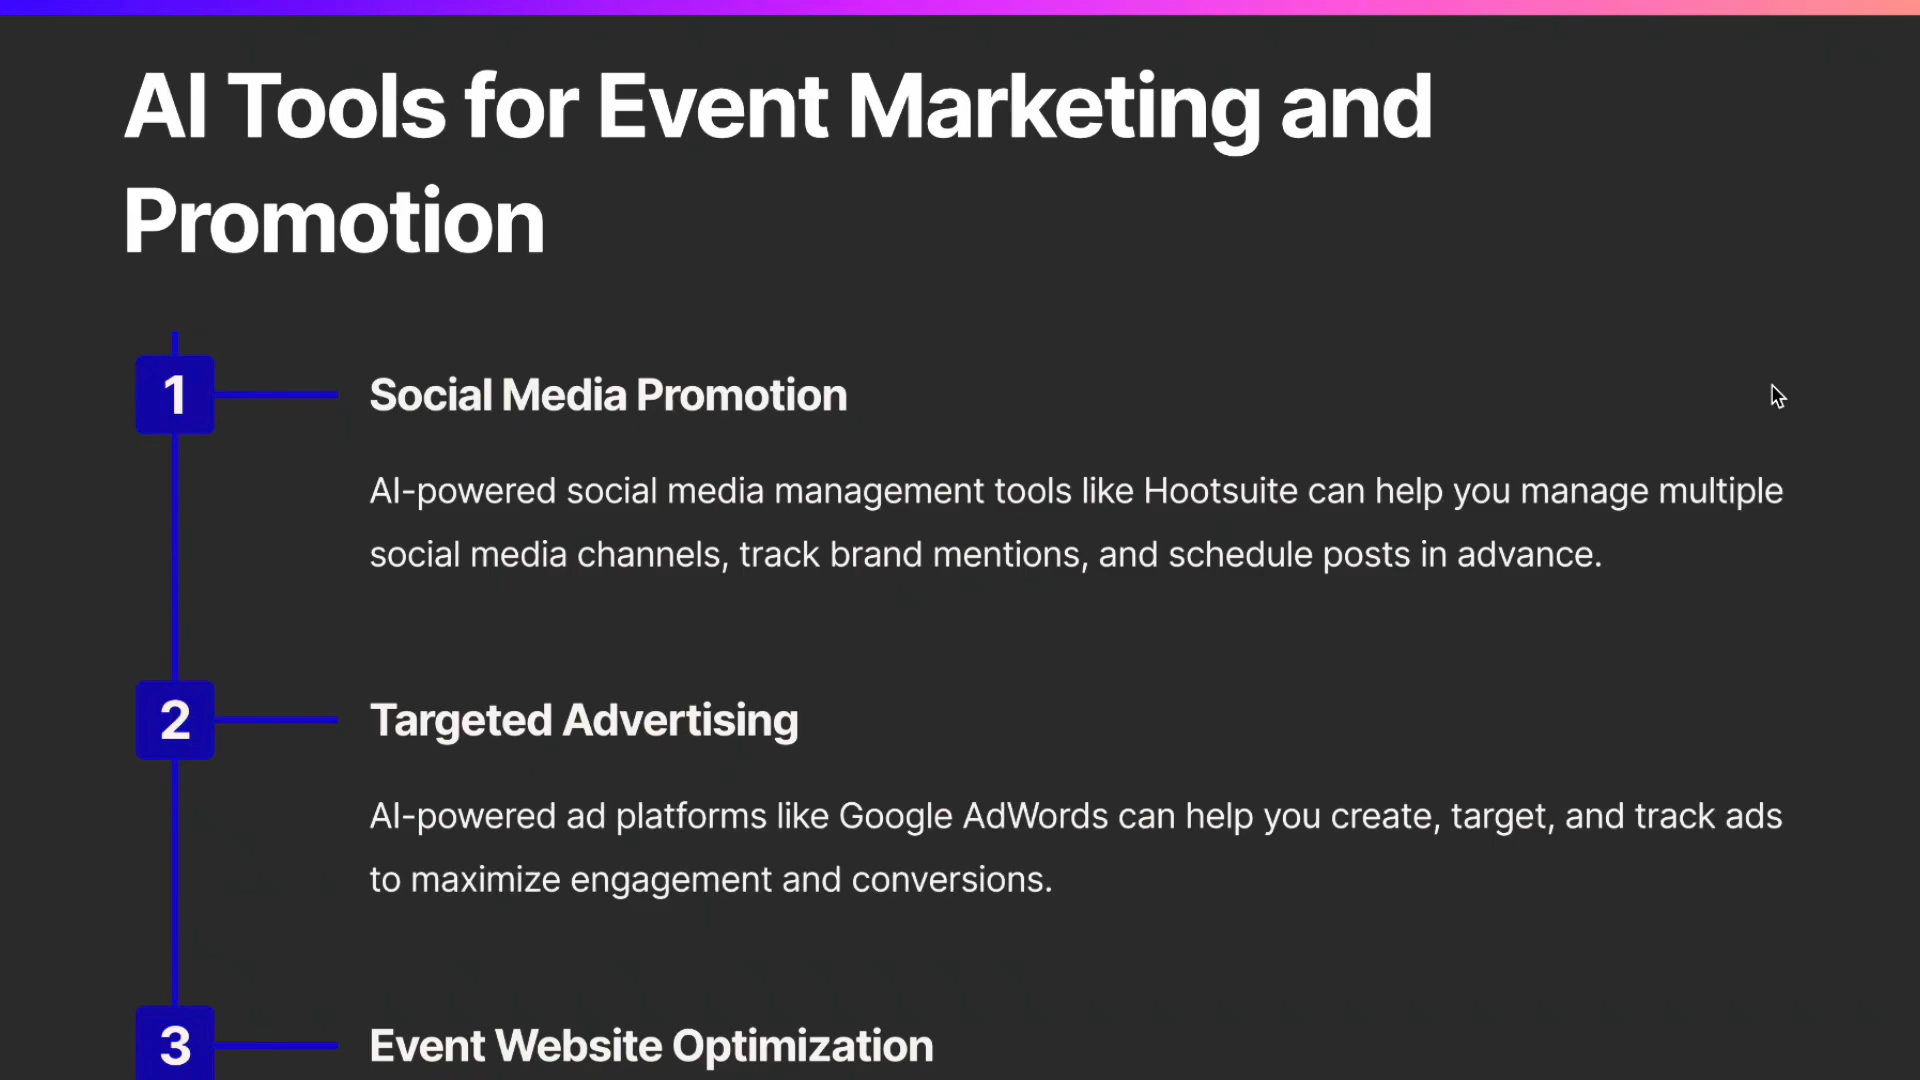 AI Tools for Event Marketing and
Promotion
1
Social Media Promotion
AI-powered social media management tools like Hootsuite can help you manage multiple
social media channels, track brand mentions, and schedule posts in advance.
2
Targeted Advertising
AI-powered ad platforms like Google AdWords can help you create, target, and track ads
to maximize engagement and conversions.
3
Event Website Optimization